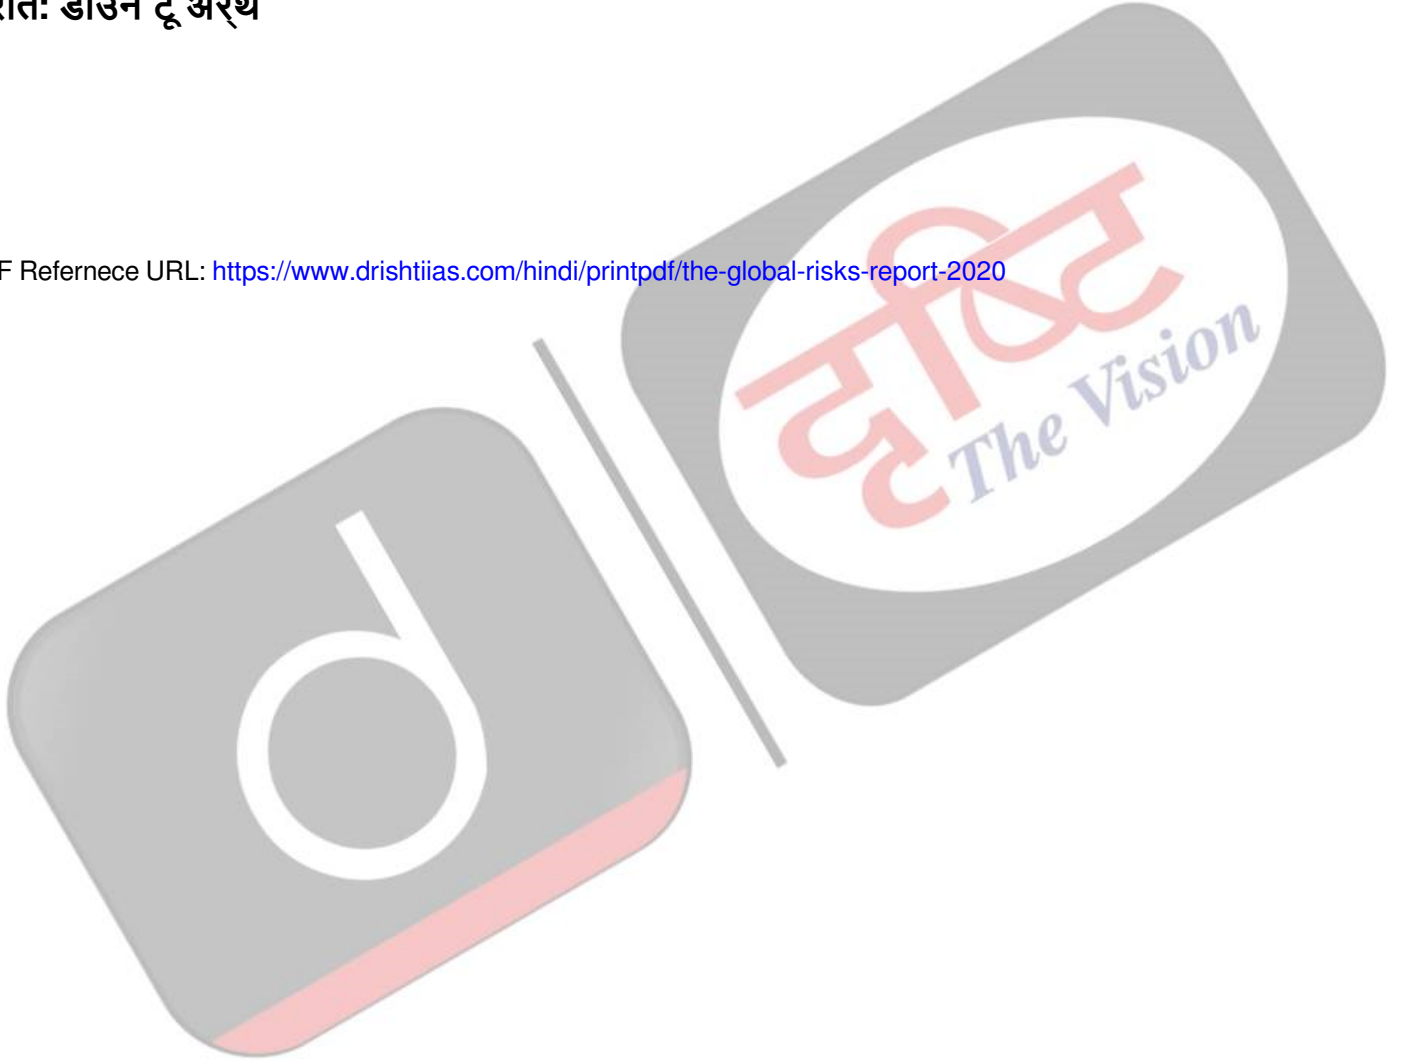 डाउन टू अर्थ
F Refernece URL: https://www.drishtiias.com/hindi/printpdf/the-global-risks-report-2020
दृष्टि
The Vision
d